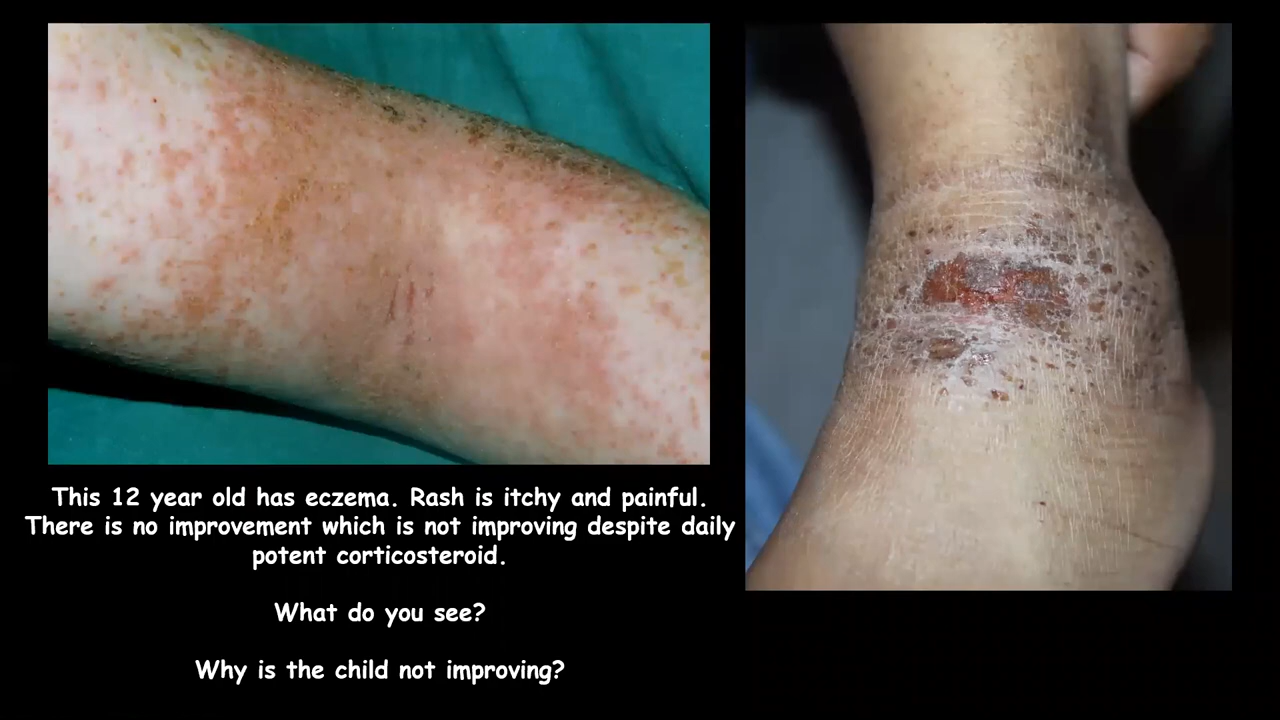 This 12 year old has eczema. Rash is itchy and painful.
There is no improvement which is not improving despite daily
potent corticosteroid.
What do you see?
Why is the child not improving?